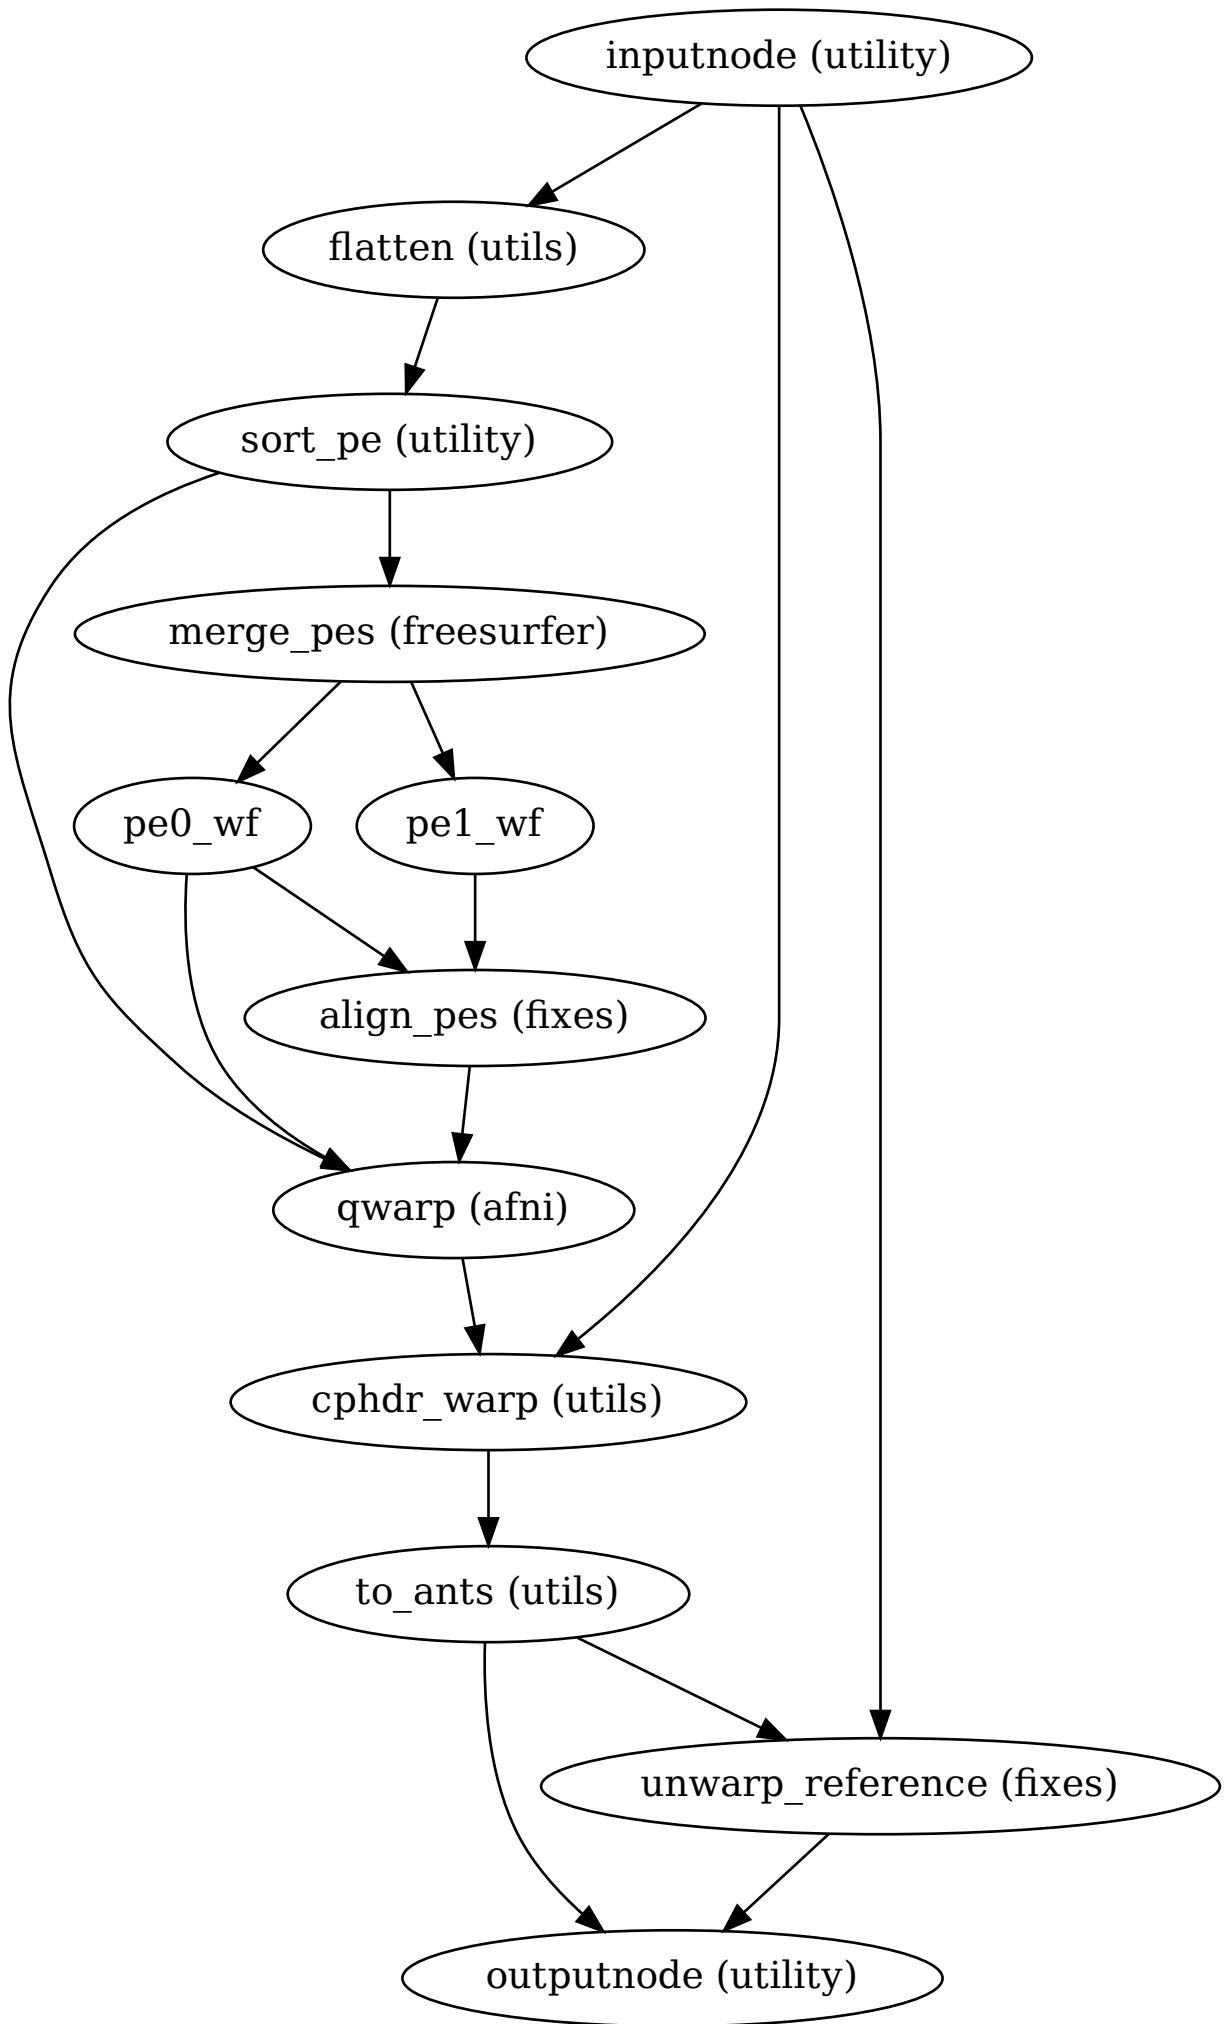 inputnode (utility)
flatten (utils)
sort_pe (utility)
merge_pes (freesurfer)
pe0_wf
pe1_wf
align_pes (fixes)
qwarp (afni)
cphdr_warp (utils)
to_ants (utils)
unwarp_reference (fixes)
outputnode (utility)